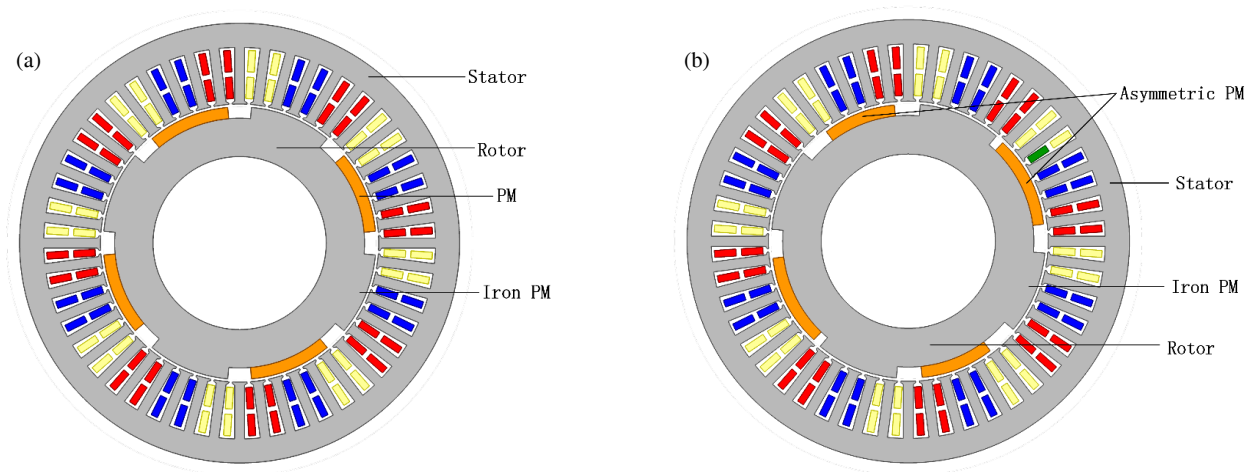 (a)
Stator
Rotor
PM
Iron PM
(b)
Asymmetric PM
Stator
Iron PM
Rotor